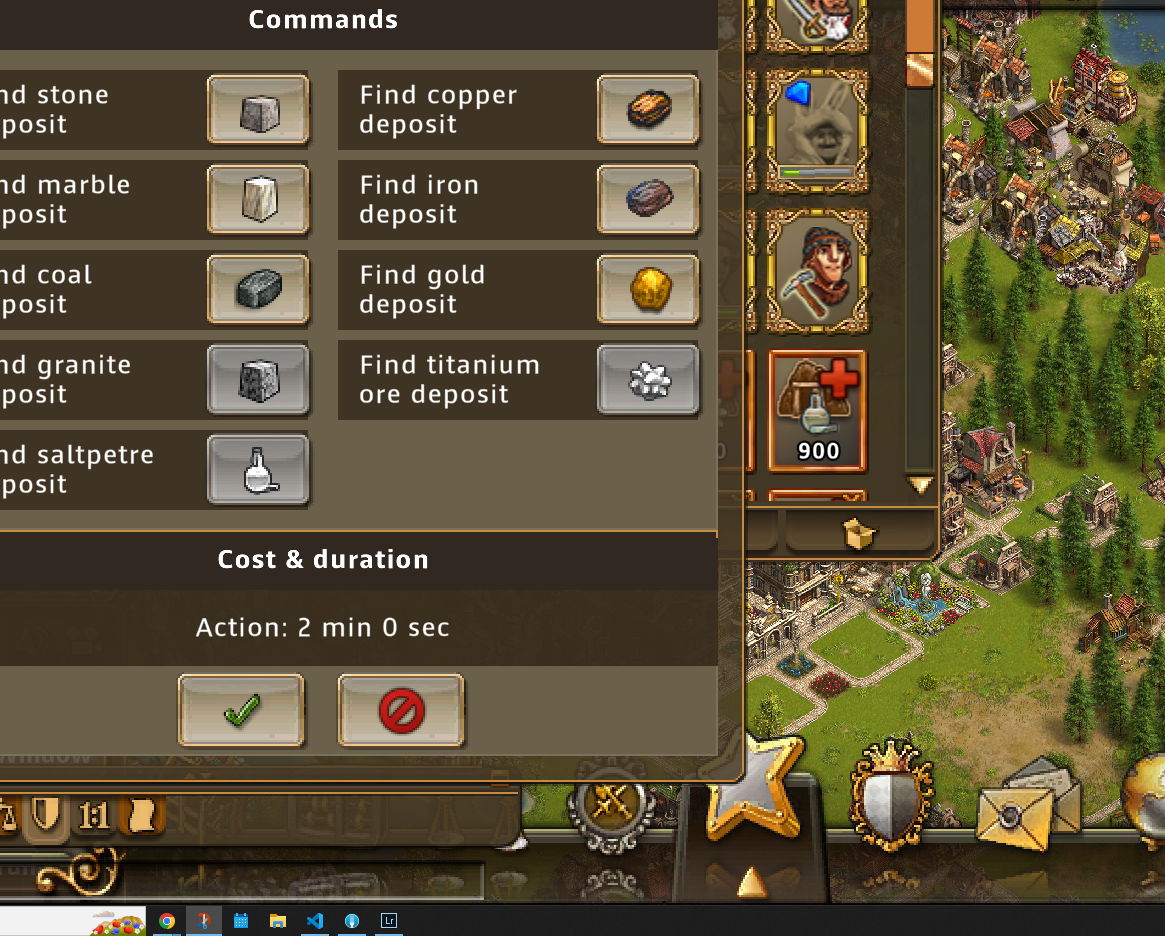 Commands
nd stone
posit
Find copper
deposit
nd marble
posit
Find iron
deposit
nd coal
posit
Find gold
deposit
nd granite
posit
Find titanium
ore deposit
nd saltpetre
posit
900
Cost & duration
Action: 2 min 0 sec
1:1
Lr